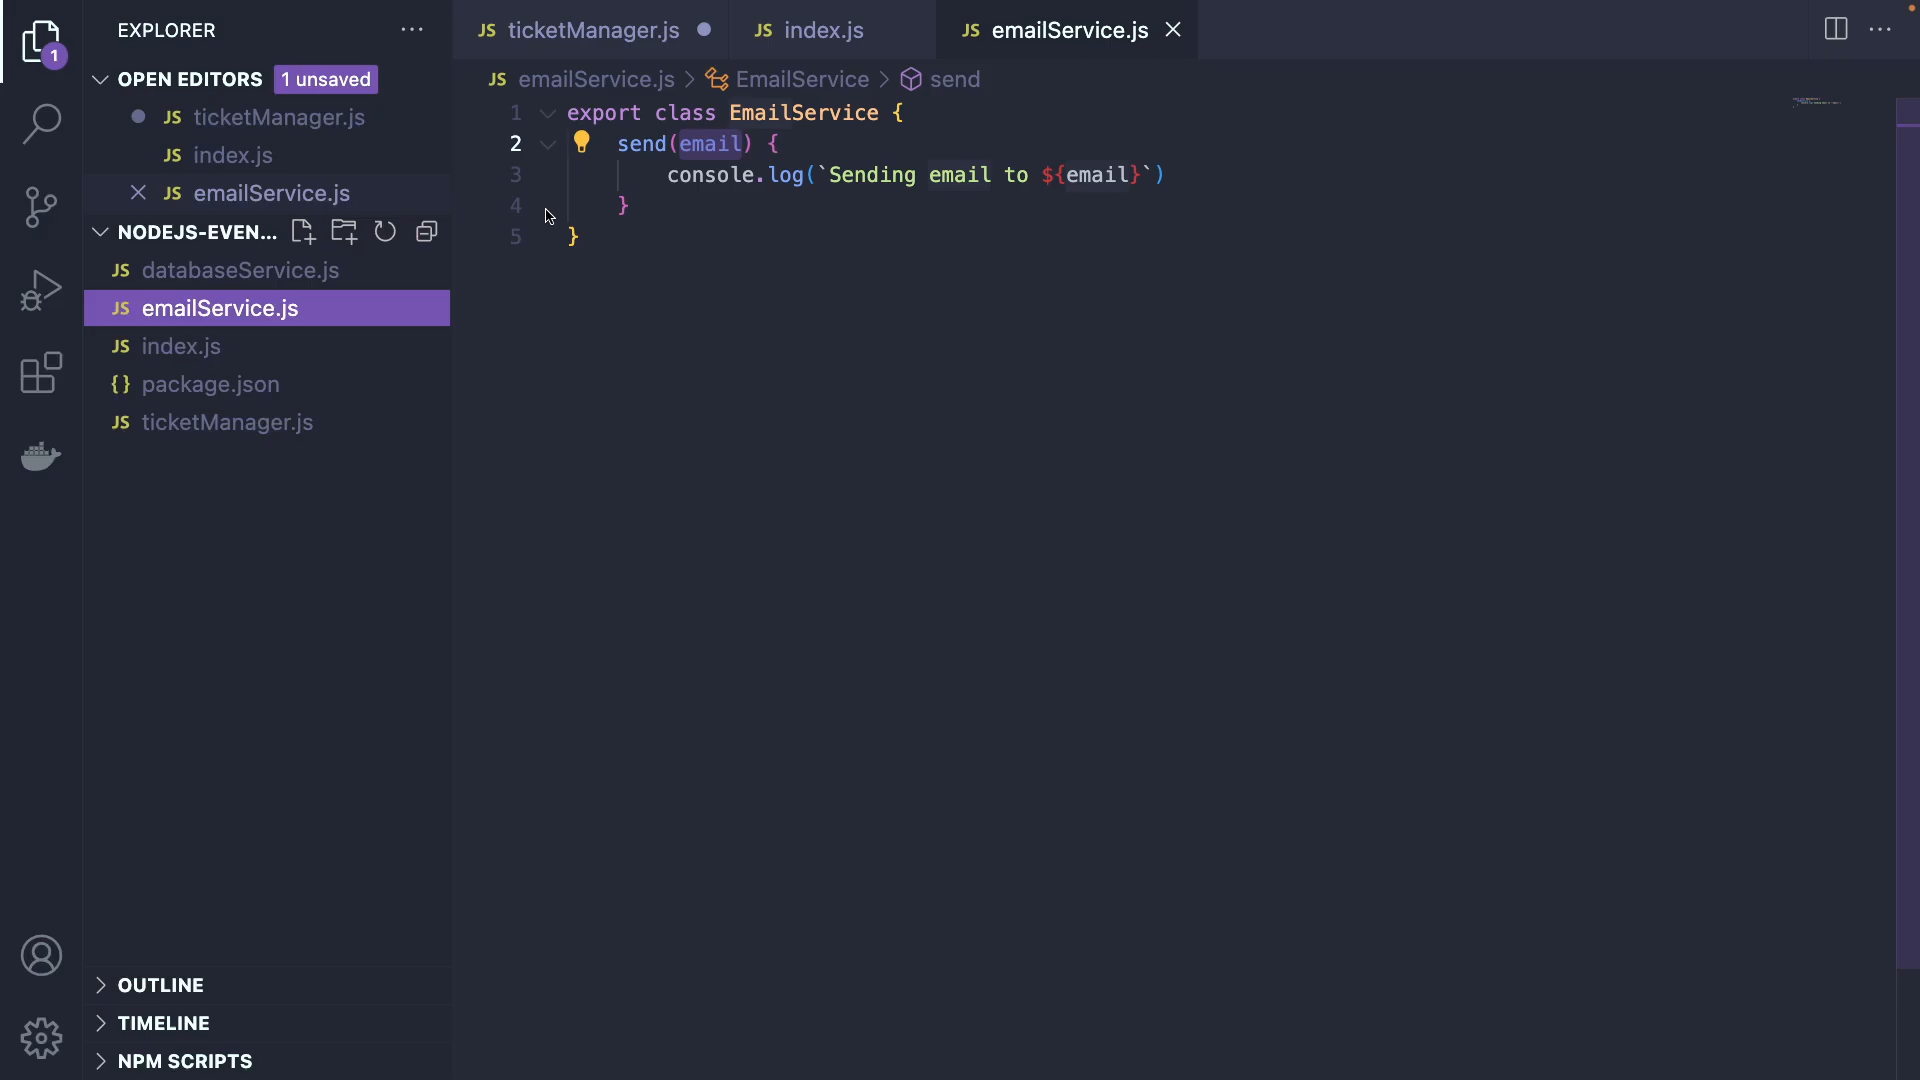 EXPLORER
OPEN EDITORS 1 unsaved
JS ticketManager.js
JS index.js
JS emailService.js
NODEJS-EVEN...
JS databaseService.js
JS emailService.js
JS index.js
{} package.json
JS ticketManager.js
OUTLINE
TIMELINE
NPM SCRIPTS
1
JS ticketManager.js
JS index.js
JS emailService.js
JS emailService.js > EmailService > send
1 export class EmailService {
2 send(email) {
3 console.log(`Sending email to ${email}`)
4 }
5 }